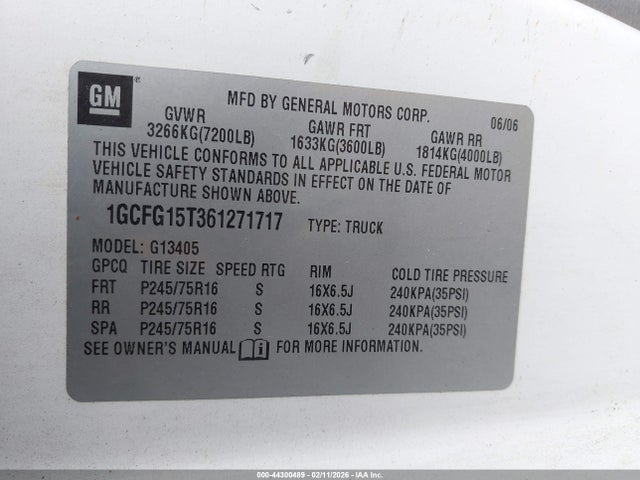 GM
MFD BY GENERAL MOTORS CORP. 06/06
GVWR GAWR FRT GAWR RR
3266KG(7200LB) 1633KG(3600LB) 1814KG(4000LB)
THIS VEHICLE CONFORMS TO ALL APPLICABLE U.S. FEDERAL MOTOR
VEHICLE SAFETY STANDARDS IN EFFECT ON THE DATE OF
MANUFACTURE SHOWN ABOVE.
1GCFG15T361271717 TYPE: TRUCK
MODEL: G13405
GPCQ TIRE SIZE SPEED RTG RIM COLD TIRE PRESSURE
FRT P245/75R16 S 16X6.5J 240KPA(35PSI)
RR P245/75R16 S 16X6.5J 240KPA(35PSI)
SPA P245/75R16 S 16X6.5J 240KPA(35PSI)
SEE OWNER'S MANUAL FOR MORE INFORMATION.
000-44300489 - 02/11/2026 - IAA Inc.